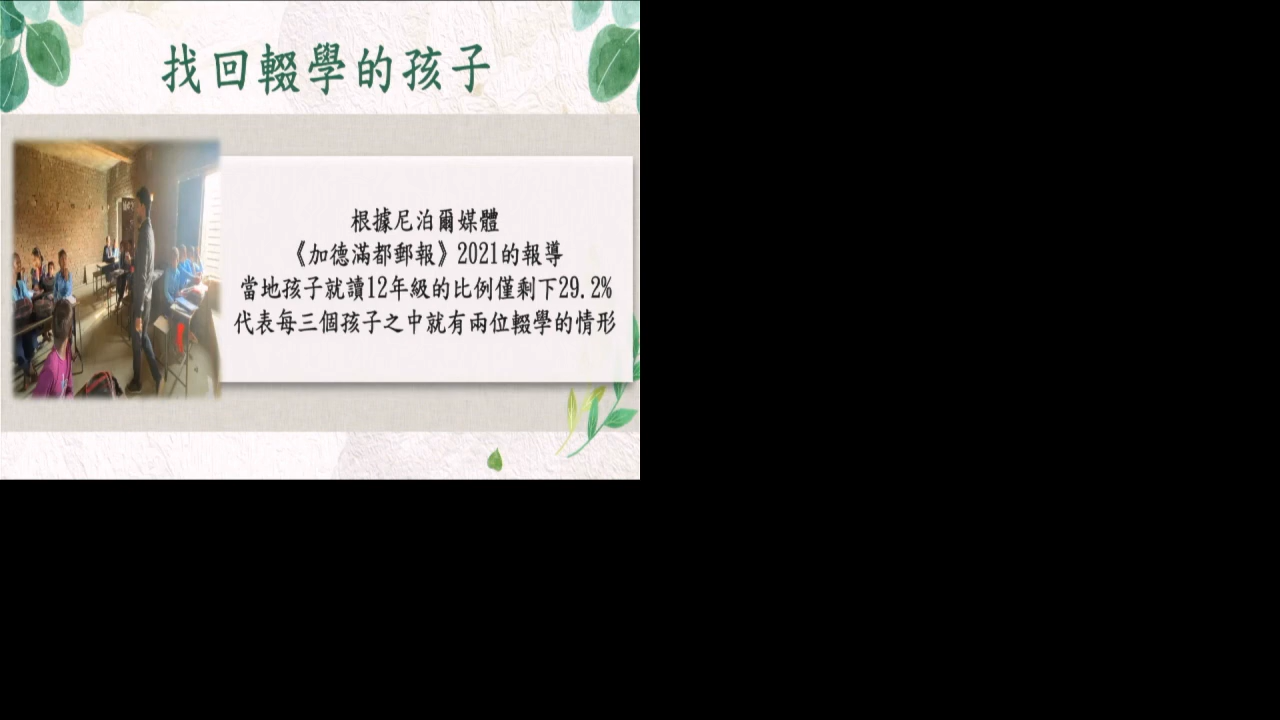 找回輟學的孩子
根據尼泊爾媒體
《加德滿都郵報》2021的報導
當地孩子就讀12年級的比例僅剩下29.2%
代表每三個孩子之中就有兩位輟學的情形